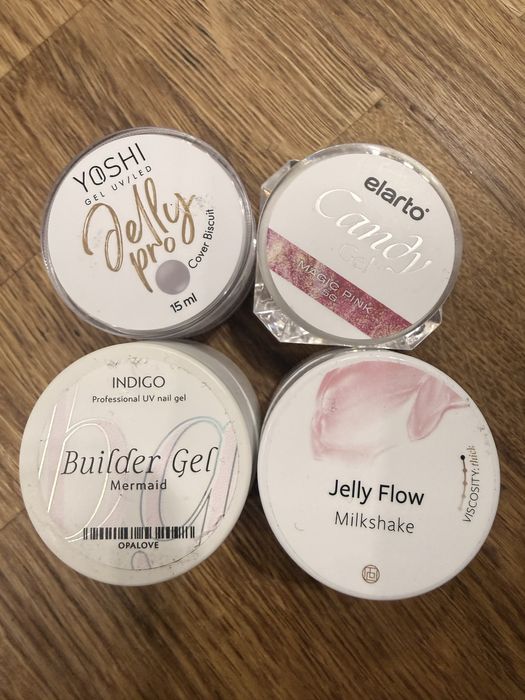 YOSHI
GEL UV/LED
Jelly
pro
Cover Biscuit
15 ml
elarto®
Candy
Gel
MAGIC PINK
INDIGO
Professional UV nail gel
bg
Builder Gel
Mermaid
OPALOVE
Jelly Flow
Milkshake
VISCOSITY: thick